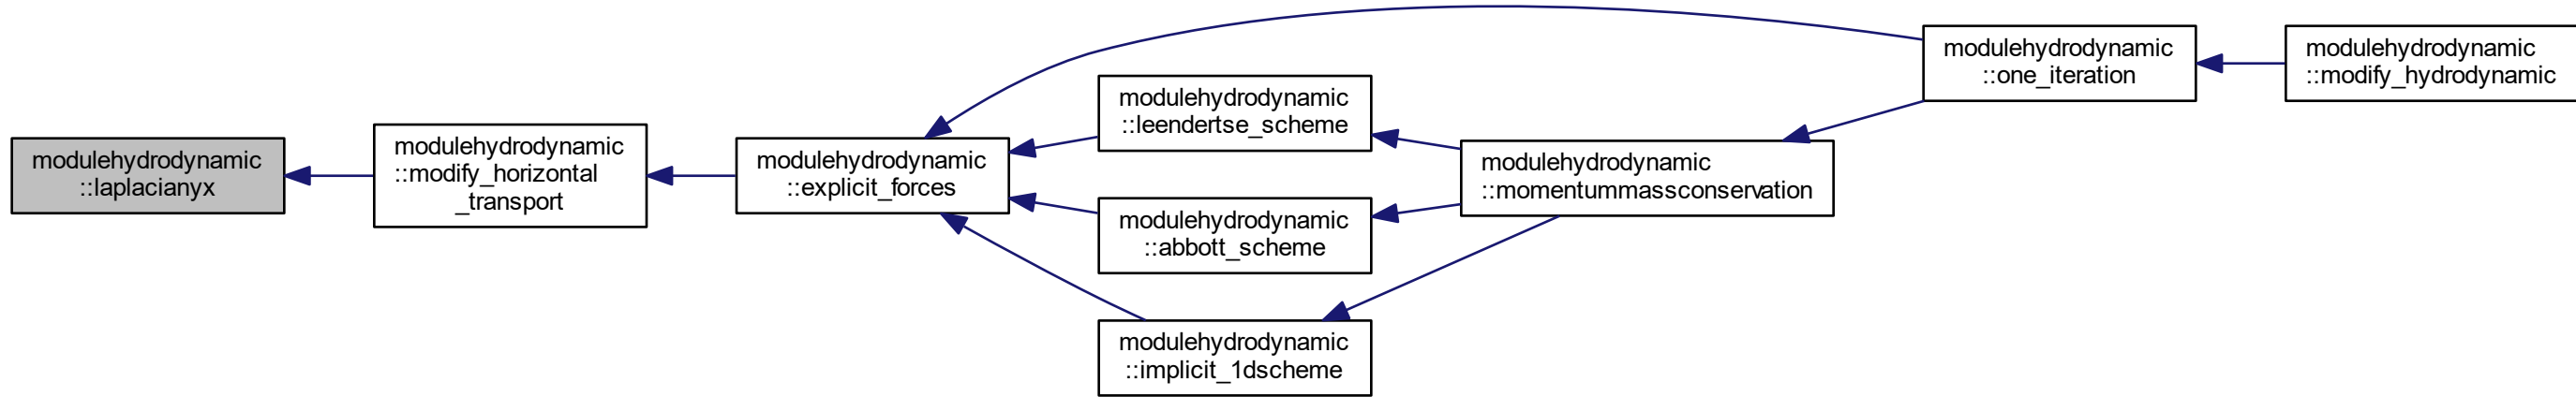 modulehydrodynamic
::laplacianyx
modulehydrodynamic
::modify_horizontal
_transport
modulehydrodynamic
::explicit_forces
modulehydrodynamic
::leendertse_scheme
modulehydrodynamic
::abbott_scheme
modulehydrodynamic
::implicit_1dscheme
modulehydrodynamic
::momentummassconservation
modulehydrodynamic
::one_iteration
modulehydrodynamic
::modify_hydrodynamic